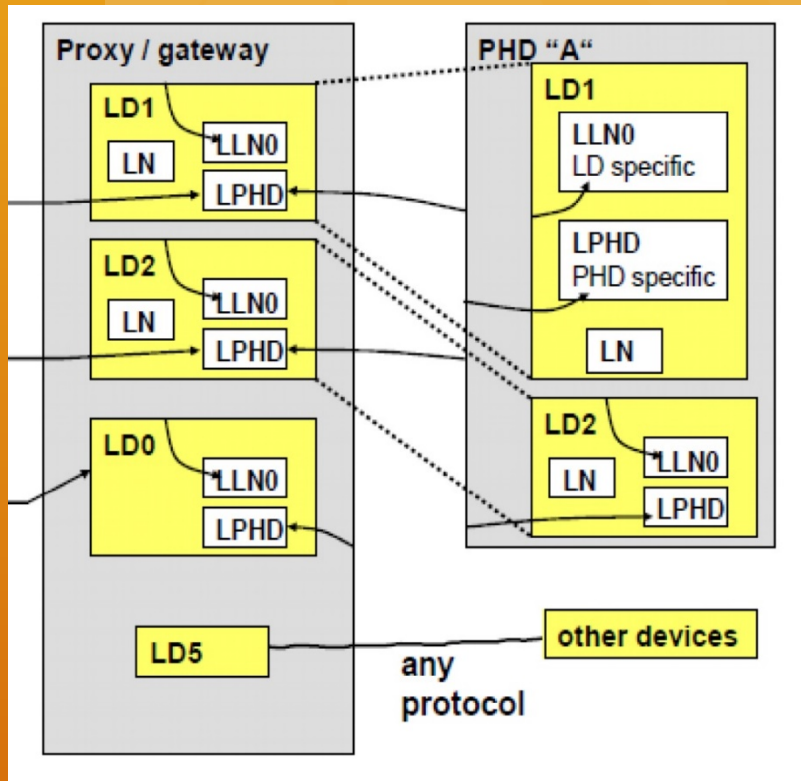 Proxy / gateway
LD1
LLN0
LN
LPHD
LD2
LLN0
LN
LPHD
LD0
LLN0
LPHD
LD5
any
protocol
PHD “A“
LD1
LLN0
LD specific
LPHD
PHD specific
LN
LD2
LLN0
LN
LPHD
other devices